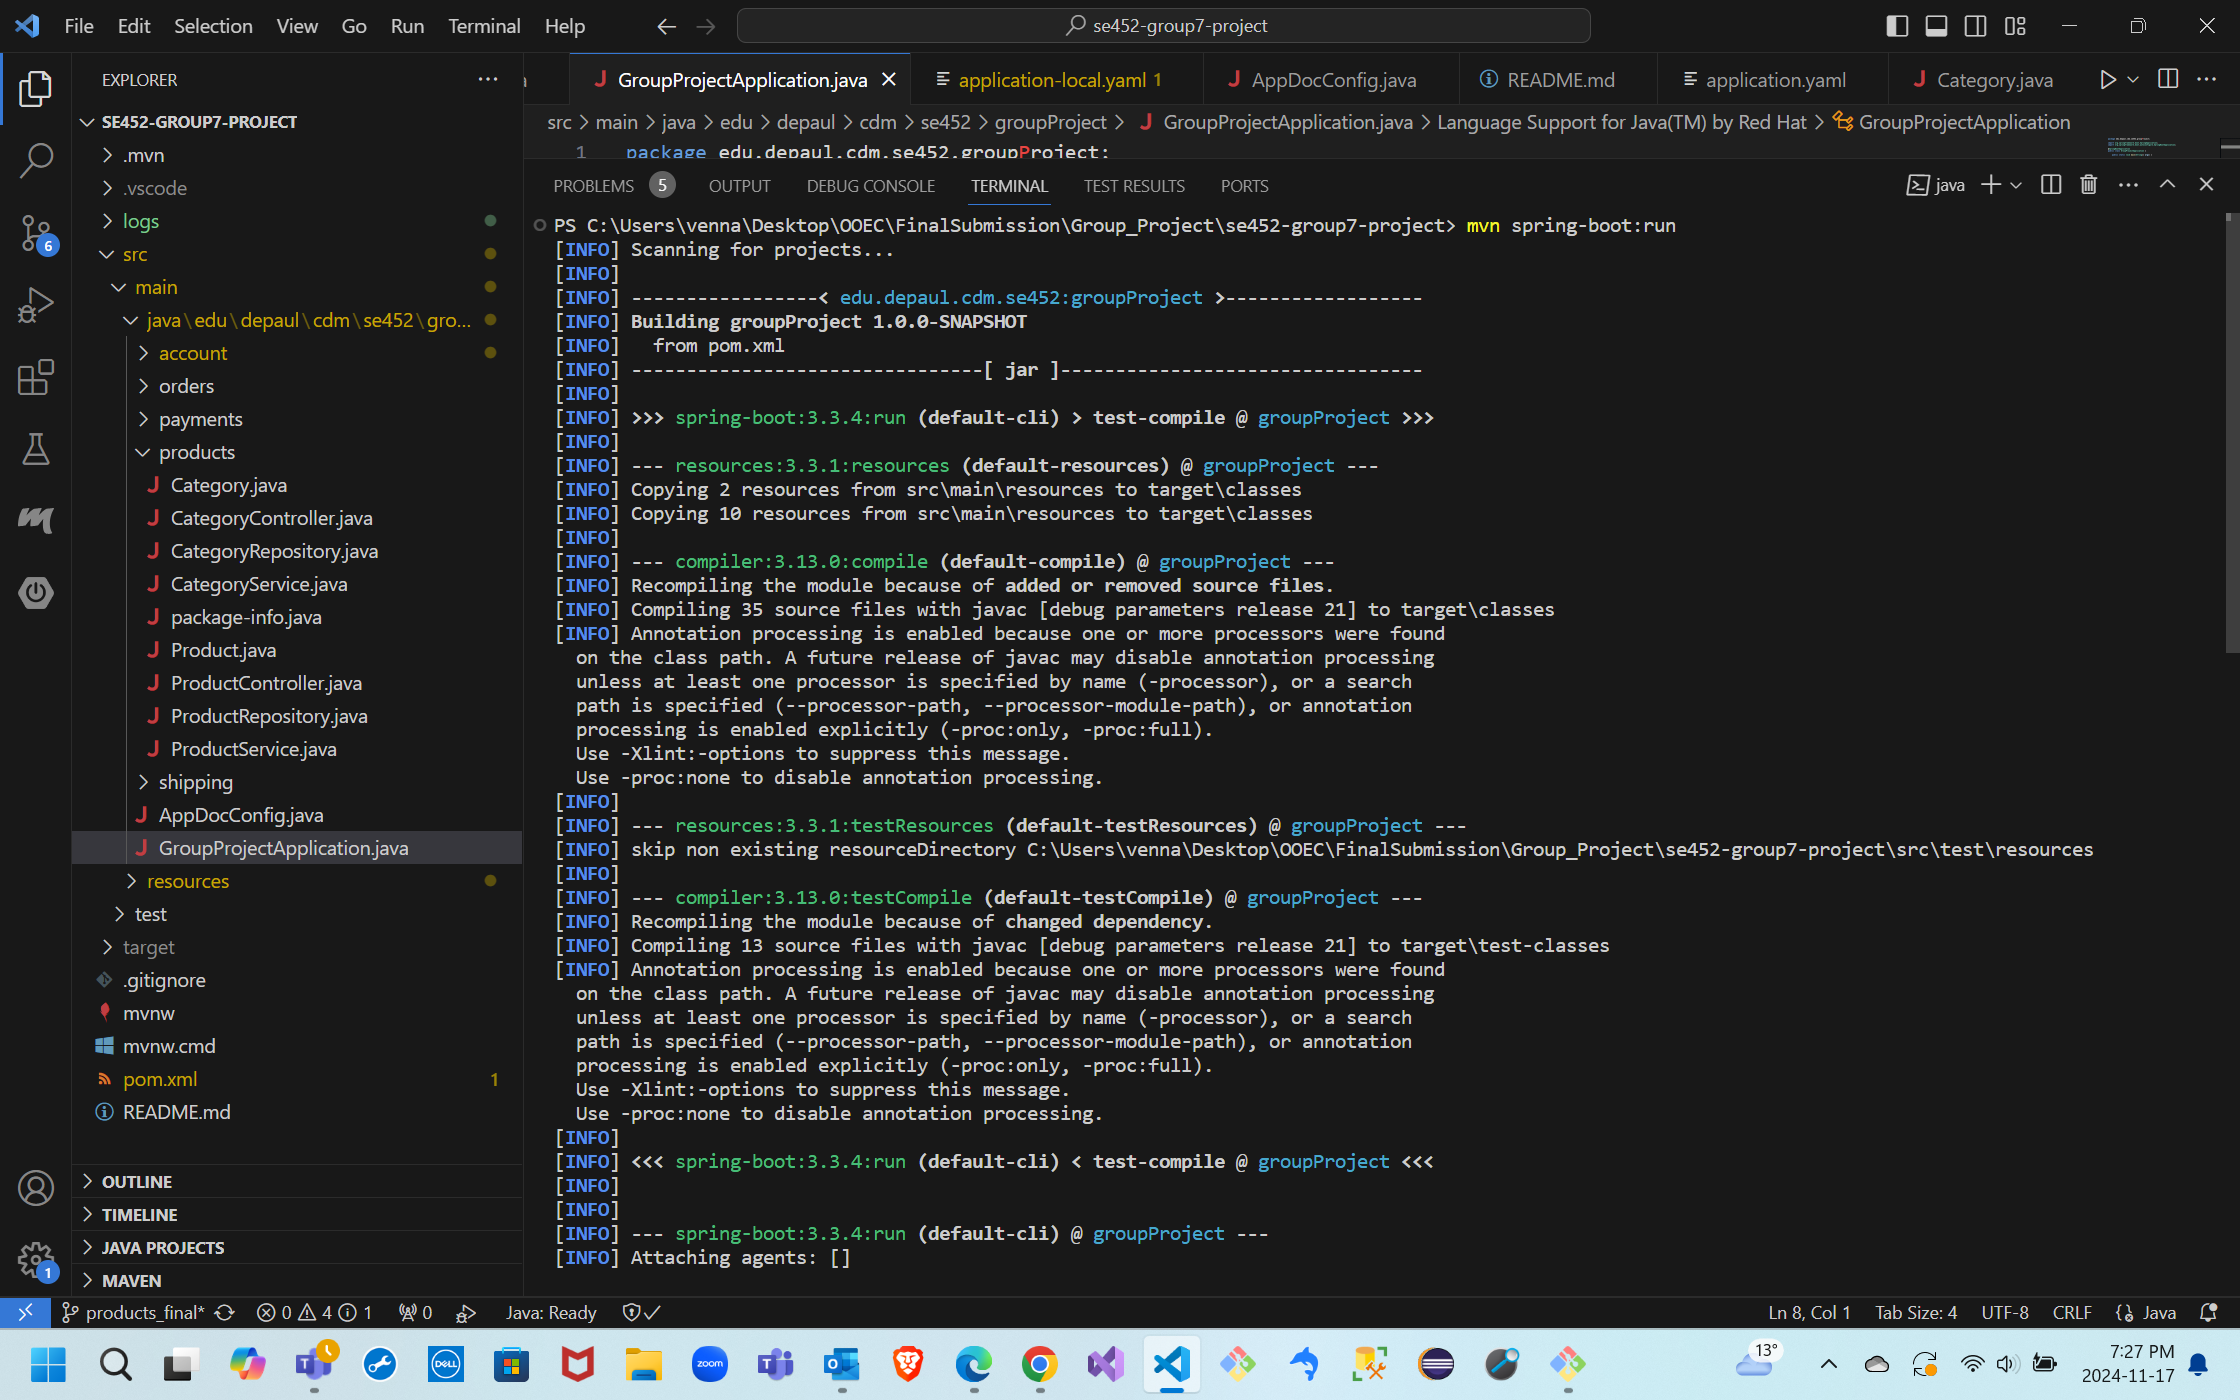 File Edit Selection View Go Run Terminal Help
se452-group7-project
EXPLORER
SE452-GROUP7-PROJECT
.mvn
.vscode
logs
src
main
java\edu\depaul\cdm\se452\gro...
account
orders
payments
products
Category.java
CategoryController.java
CategoryRepository.java
CategoryService.java
package-info.java
Product.java
ProductController.java
ProductRepository.java
ProductService.java
shipping
AppDocConfig.java
GroupProjectApplication.java
resources
test
target
.gitignore
mvnw
mvnw.cmd
pom.xml 1
README.md
OUTLINE
TIMELINE
JAVA PROJECTS
MAVEN
6
1
GroupProjectApplication.java application-local.yaml 1 AppDocConfig.java README.md application.yaml Category.java
src > main > java > edu > depaul > cdm > se452 > groupProject > GroupProjectApplication.java > Language Support for Java(TM) by Red Hat > GroupProjectApplication
1 package edu.depaul.cdm.se452.groupProject;
PROBLEMS 5 OUTPUT DEBUG CONSOLE TERMINAL TEST RESULTS PORTS
java
PS C:\Users\venna\Desktop\OOEC\FinalSubmission\Group_Project\se452-group7-project> mvn spring-boot:run
[INFO] Scanning for projects...
[INFO]
[INFO] -----------------< edu.depaul.cdm.se452:groupProject >------------------
[INFO] Building groupProject 1.0.0-SNAPSHOT
[INFO]   from pom.xml
[INFO] --------------------------------[ jar ]---------------------------------
[INFO]
[INFO] >>> spring-boot:3.3.4:run (default-cli) > test-compile @ groupProject >>>
[INFO]
[INFO] --- resources:3.3.1:resources (default-resources) @ groupProject ---
[INFO] Copying 2 resources from src\main\resources to target\classes
[INFO] Copying 10 resources from src\main\resources to target\classes
[INFO]
[INFO] --- compiler:3.13.0:compile (default-compile) @ groupProject ---
[INFO] Recompiling the module because of added or removed source files.
[INFO] Compiling 35 source files with javac [debug parameters release 21] to target\classes
[INFO] Annotation processing is enabled because one or more processors were found
on the class path. A future release of javac may disable annotation processing
unless at least one processor is specified by name (-processor), or a search
path is specified (--processor-path, --processor-module-path), or annotation
processing is enabled explicitly (-proc:only, -proc:full).
Use -Xlint:-options to suppress this message.
Use -proc:none to disable annotation processing.
[INFO]
[INFO] --- resources:3.3.1:testResources (default-testResources) @ groupProject ---
[INFO] skip non existing resourceDirectory C:\Users\venna\Desktop\OOEC\FinalSubmission\Group_Project\se452-group7-project\src\test\resources
[INFO]
[INFO] --- compiler:3.13.0:testCompile (default-testCompile) @ groupProject ---
[INFO] Recompiling the module because of changed dependency.
[INFO] Compiling 13 source files with javac [debug parameters release 21] to target\test-classes
[INFO] Annotation processing is enabled because one or more processors were found
on the class path. A future release of javac may disable annotation processing
unless at least one processor is specified by name (-processor), or a search
path is specified (--processor-path, --processor-module-path), or annotation
processing is enabled explicitly (-proc:only, -proc:full).
Use -Xlint:-options to suppress this message.
Use -proc:none to disable annotation processing.
[INFO]
[INFO] <<< spring-boot:3.3.4:run (default-cli) < test-compile @ groupProject <<<
[INFO]
[INFO]
[INFO] --- spring-boot:3.3.4:run (default-cli) @ groupProject ---
[INFO] Attaching agents: []
products_final* 0 4 1 0 Java: Ready Ln 8, Col 1 Tab Size: 4 UTF-8 CRLF Java
DELL
zoom
13°
7:27 PM
2024-11-17